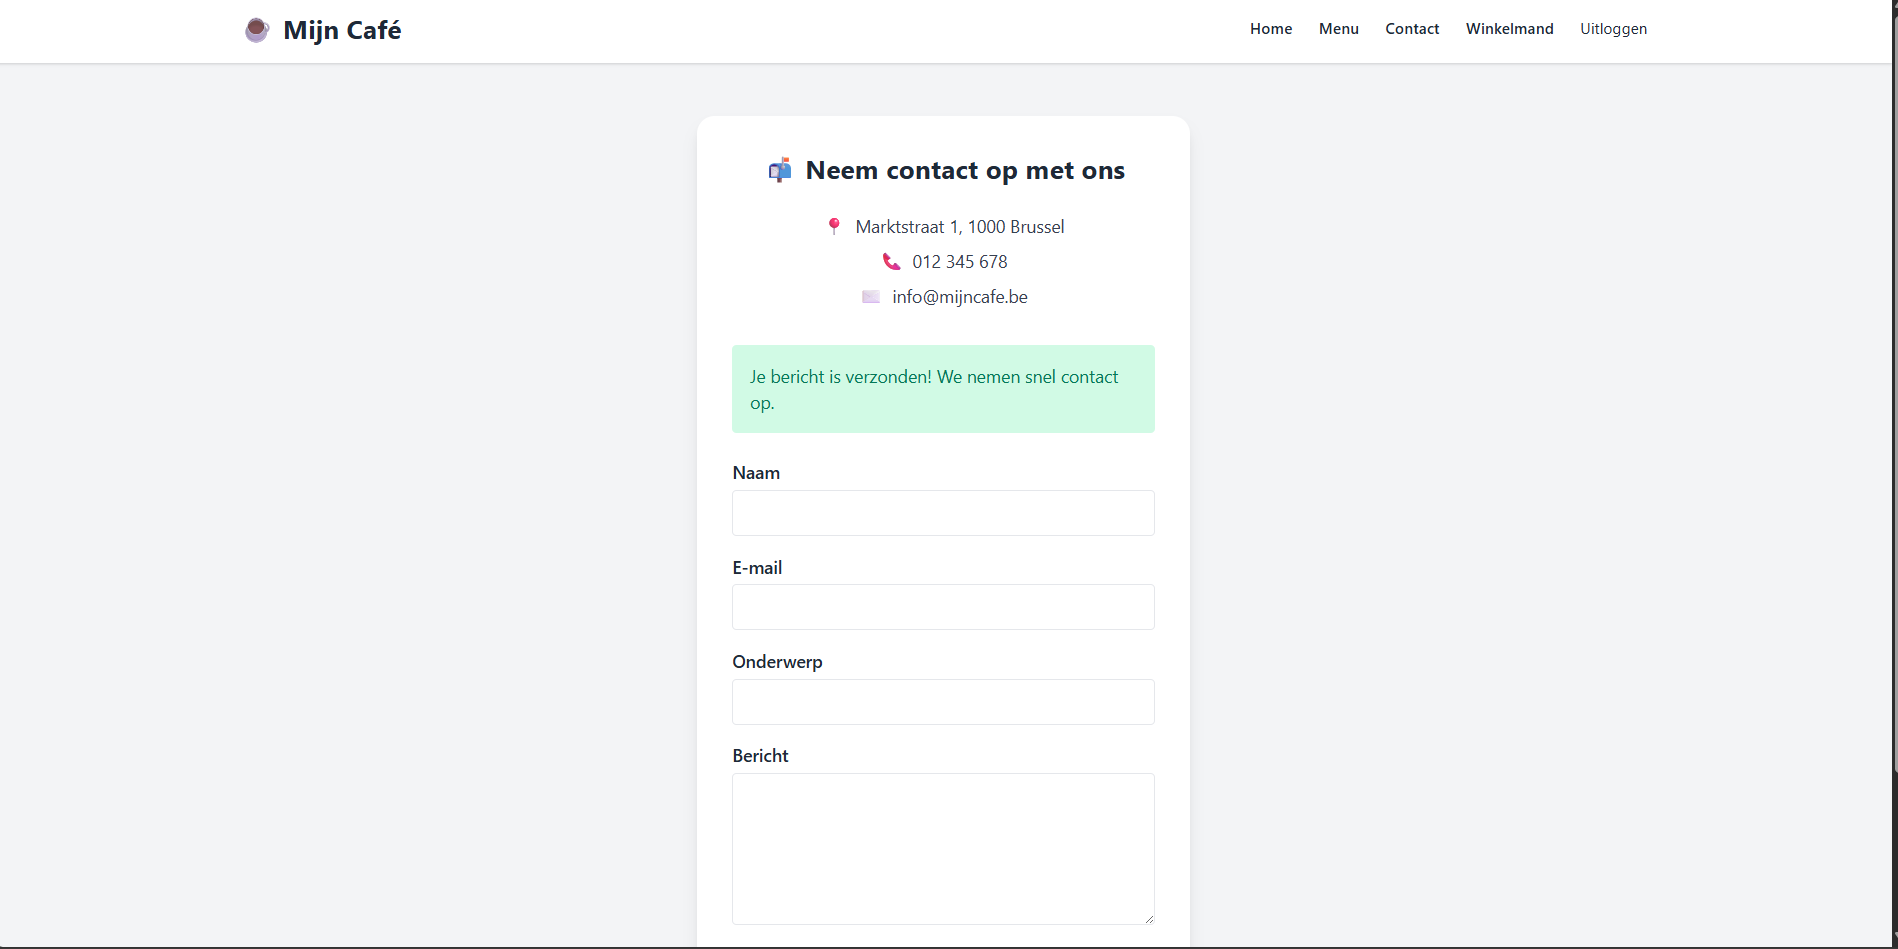 Mijn Café
Home Menu Contact Winkelmand Uitloggen
Neem contact op met ons
Marktstraat 1, 1000 Brussel
012 345 678
info@mijncafe.be
Je bericht is verzonden! We nemen snel contact
op.
Naam
E-mail
Onderwerp
Bericht